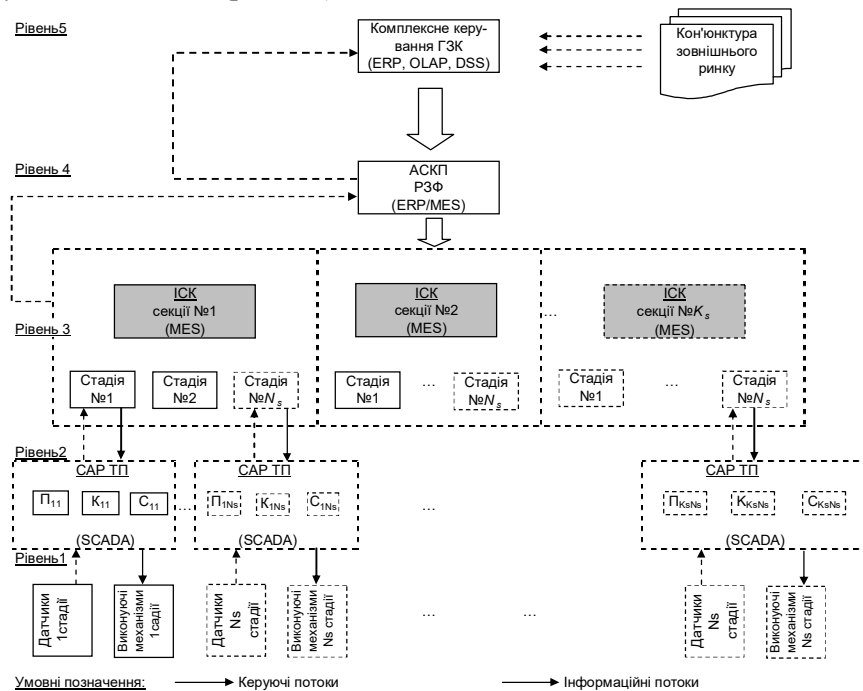 Рівень5
Комплексне керу-
вання ГЗК
(ERP, OLAP, DSS)
Кон'юнктура
зовнішнього
ринку
Рівень 4
АСКП
РЗФ
(ERP/MES)
ІСК
секції №1
(MES)
ІСК
секції №2
(MES)
...
ІСК
секції №Ks
(MES)
Рівень 3
Стадія
№1
Стадія
№2
Стадія
№Ns
Стадія
№1
...
Стадія
№Ns
Стадія
№1
...
Стадія
№Ns
Рівень2
САР ТП
П11
К11
С11
(SCADA)
...
САР ТП
П1Ns
К1Ns
С1Ns
(SCADA)
...
САР ТП
ПKsNs
КKsNs
СKsNs
(SCADA)
Рівень1
Датчики
1стадії
Виконуючі
механізми
1садії
Датчики
Ns
стадії
Виконуючі
механізми
Ns стадії
...
...
Датчики
Ns
стадії
Виконуючі
механізми
Ns стадії
Умовні позначення:
Керуючі потоки
Інформаційні потоки